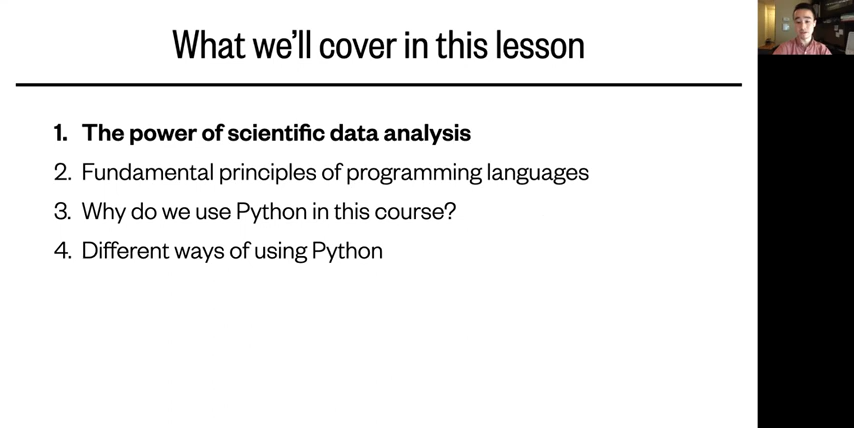 What we'll cover in this lesson
1. The power of scientific data analysis
2. Fundamental principles of programming languages
3. Why do we use Python in this course?
4. Different ways of using Python